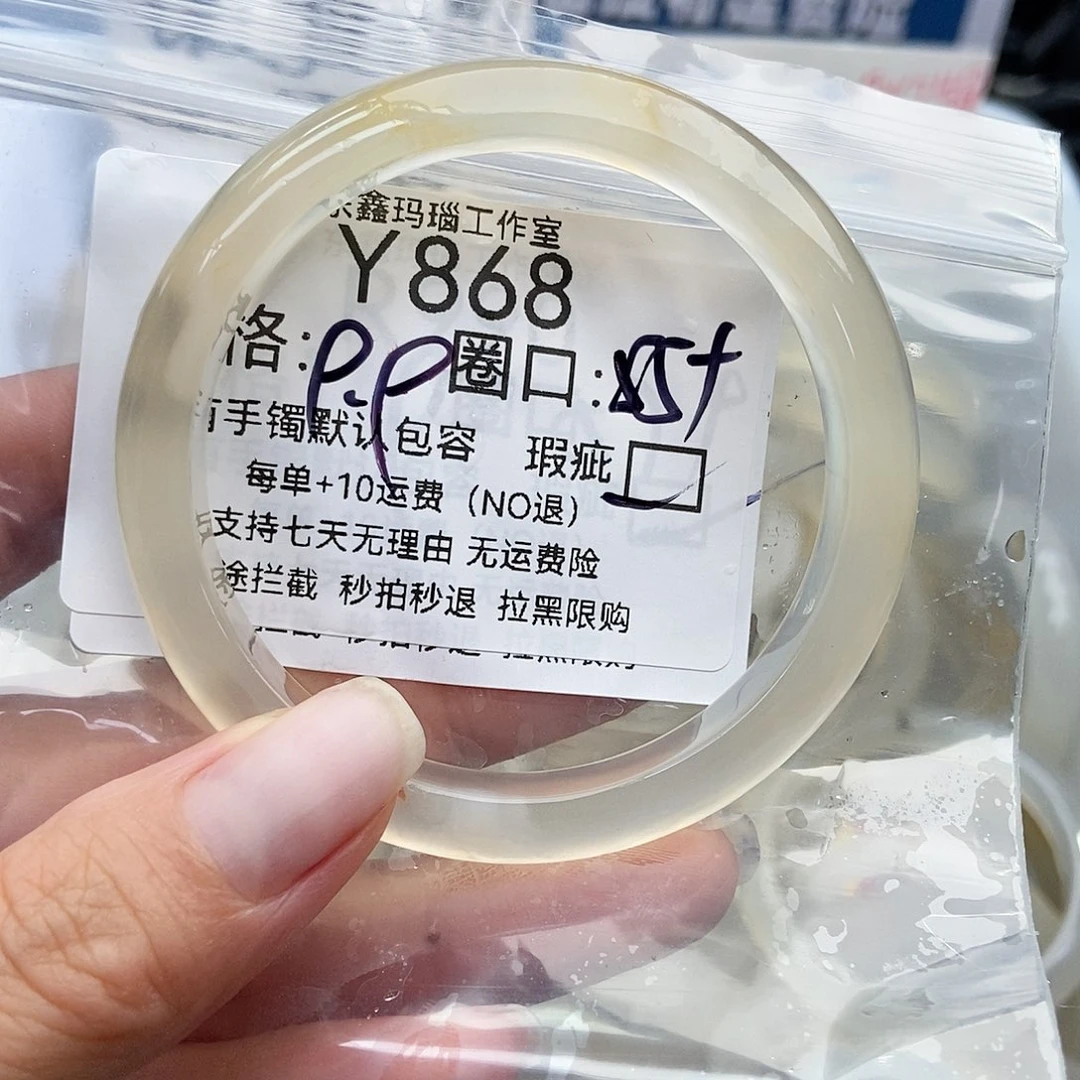 鑫玛瑙工作室
Y868
格: P.P 圈口: 55+
手镯默认包容 瑕疵
每单+10运费 (NO退)
支持七天无理由 无运费险
途拦截 秒拍秒退 拉黑限购